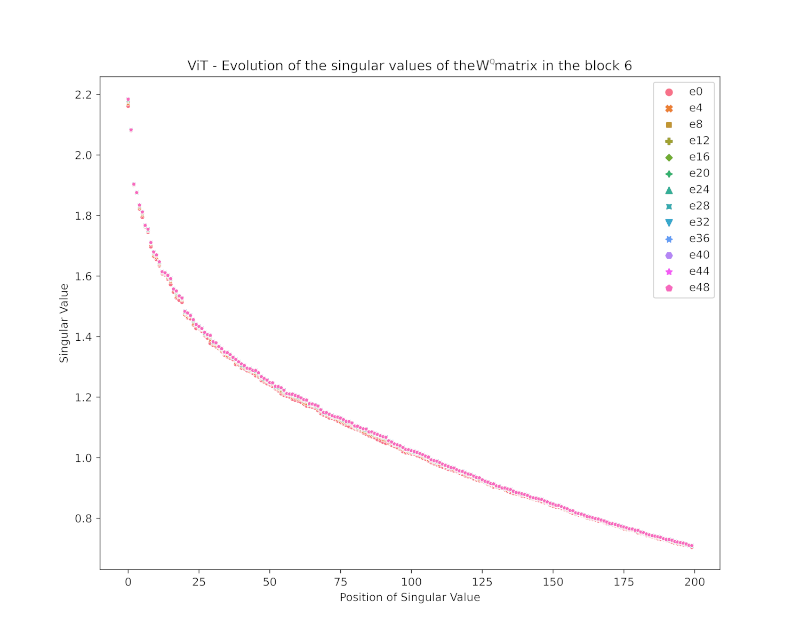 ViT - Evolution of the singular values of theW^Q matrix in the block 6
2.2
2.0
1.8
1.6
1.4
1.2
1.0
0.8
Singular Value
0 25 50 75 100 125 150 175 200
Position of Singular Value
e0
e4
e8
e12
e16
e20
e24
e28
e32
e36
e40
e44
e48